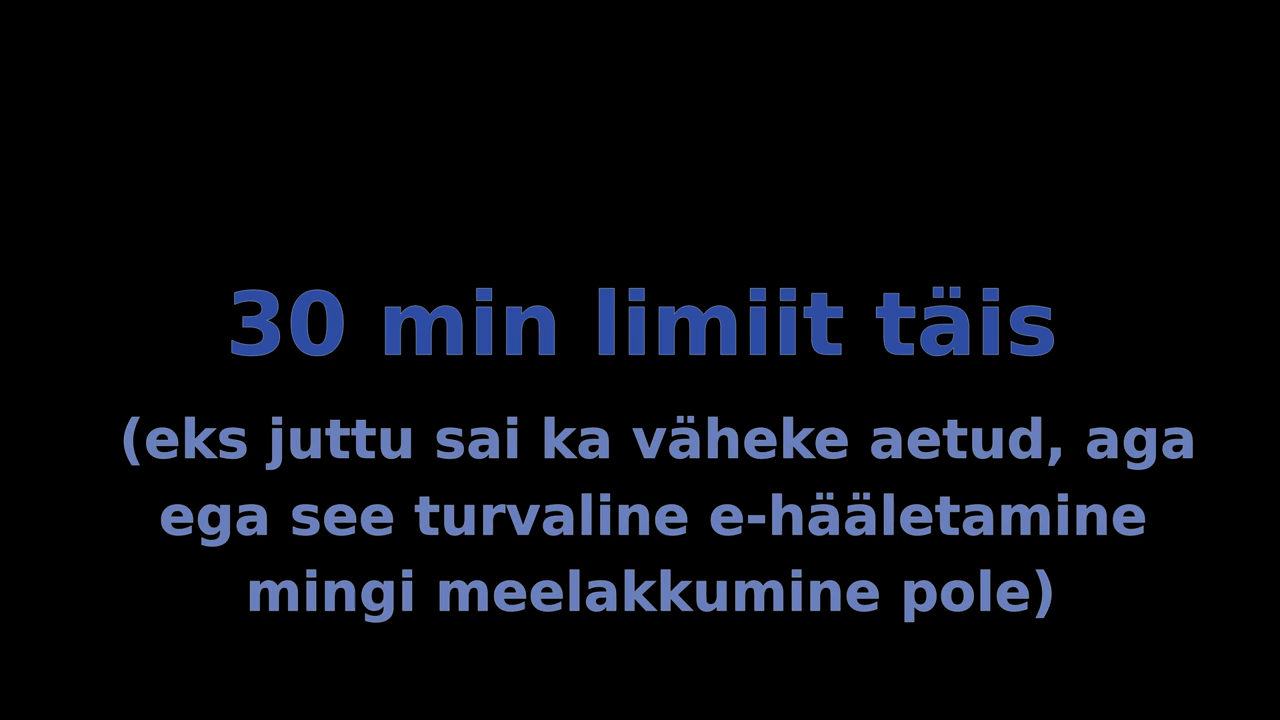 30 min limiit täis
(eks juttu sai ka väheke aetud, aga
ega see turvaline e-hääletamine
mingi meelakkumine pole)